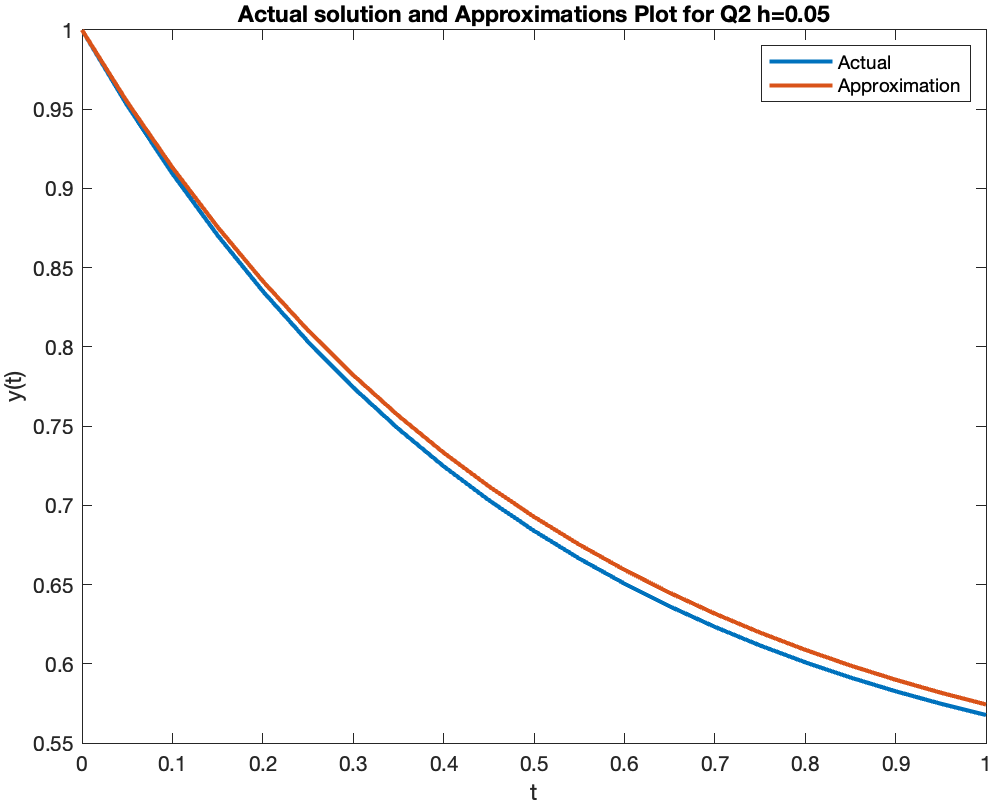 Actual solution and Approximations Plot for Q2 h=0.05
Actual
Approximation
1
0.95
0.9
0.85
0.8
0.75
0.7
0.65
0.6
0.55
y(t)
0 0.1 0.2 0.3 0.4 0.5 0.6 0.7 0.8 0.9 1
t